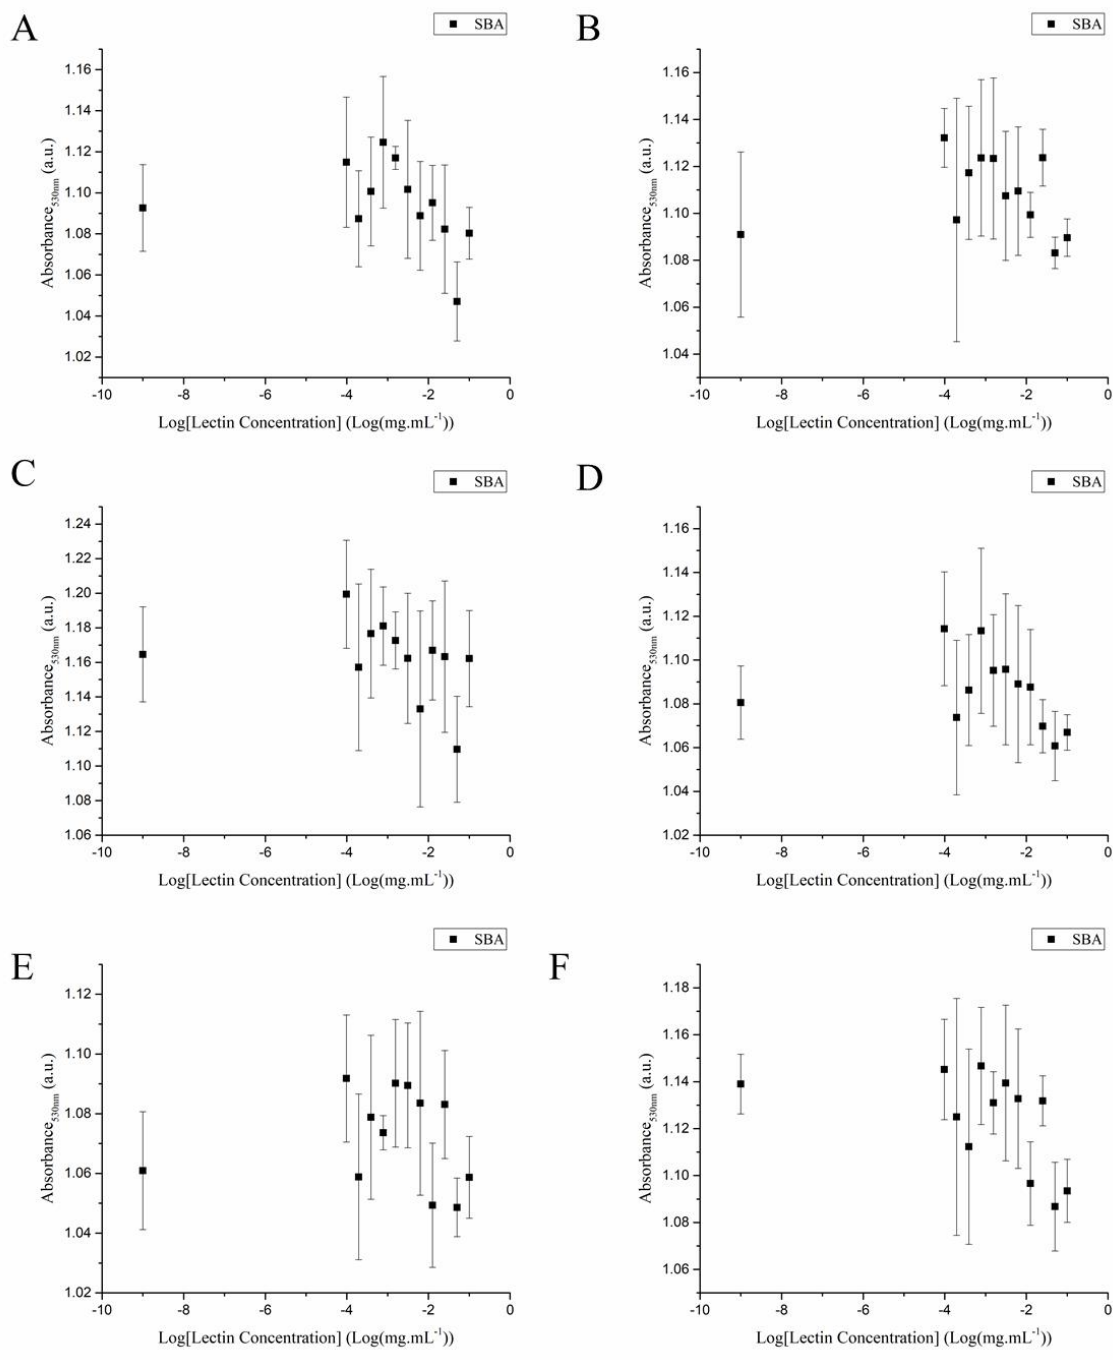 A
SBA
1.16
1.14
1.12
1.10
1.08
1.06
1.04
1.02
Absorbance530nm (a.u.)
-10 -8 -6 -4 -2 0
Log[Lectin Concentration] (Log(mg.mL-1))
B
SBA
1.16
1.14
1.12
1.10
1.08
1.06
1.04
Absorbance530nm (a.u.)
-10 -8 -6 -4 -2 0
Log[Lectin Concentration] (Log(mg.mL-1))
C
SBA
1.24
1.22
1.20
1.18
1.16
1.14
1.12
1.10
1.08
1.06
Absorbance530nm (a.u.)
-10 -8 -6 -4 -2 0
Log[Lectin Concentration] (Log(mg.mL-1))
D
SBA
1.16
1.14
1.12
1.10
1.08
1.06
1.04
1.02
Absorbance530nm (a.u.)
-10 -8 -6 -4 -2 0
Log[Lectin Concentration] (Log(mg.mL-1))
E
SBA
1.12
1.10
1.08
1.06
1.04
1.02
Absorbance530nm (a.u.)
-10 -8 -6 -4 -2 0
Log[Lectin Concentration] (Log(mg.mL-1))
F
SBA
1.18
1.16
1.14
1.12
1.10
1.08
1.06
Absorbance530nm (a.u.)
-10 -8 -6 -4 -2 0
Log[Lectin Concentration] (Log(mg.mL-1))